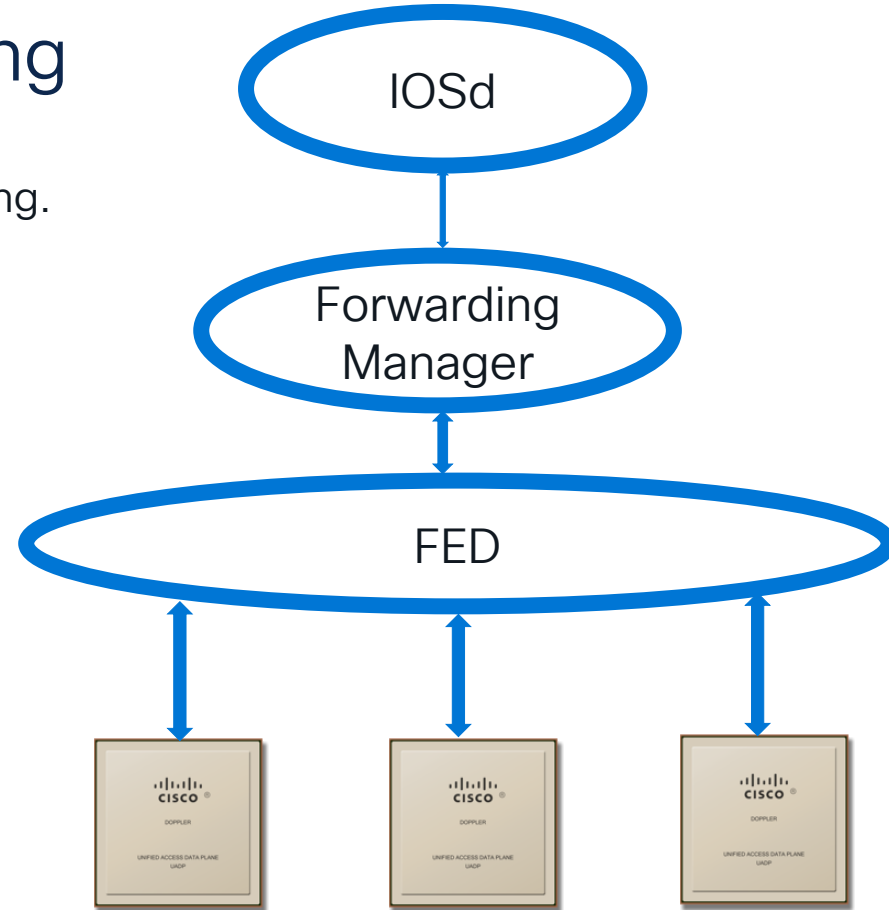 ng
ng.
IOSd
Forwarding
Manager
FED
CISCO ®
DOPPLER
UNIFIED ACCESS DATA PLANE
UADP
CISCO ®
DOPPLER
UNIFIED ACCESS DATA PLANE
UADP
CISCO ®
DOPPLER
UNIFIED ACCESS DATA PLANE
UADP